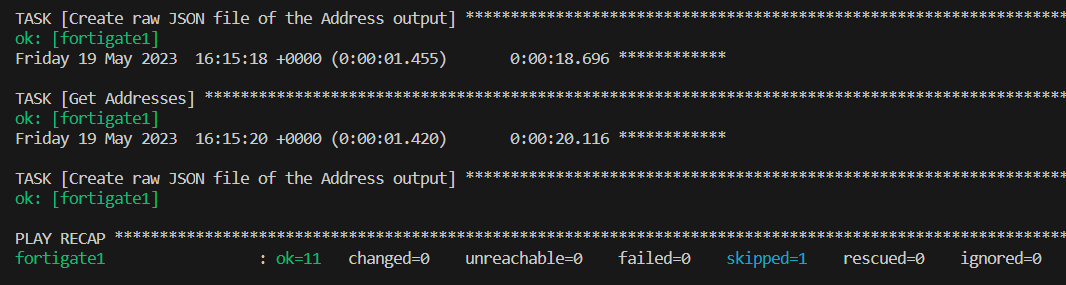 TASK [Create raw JSON file of the Address output] *******************************************************************
ok: [fortigate1]
Friday 19 May 2023  16:15:18 +0000 (0:00:01.455)       0:00:18.696 ************
TASK [Get Addresses] ************************************************************************************************
ok: [fortigate1]
Friday 19 May 2023  16:15:20 +0000 (0:00:01.420)       0:00:20.116 ************
TASK [Create raw JSON file of the Address output] *******************************************************************
ok: [fortigate1]
PLAY RECAP **********************************************************************************************************
fortigate1                 : ok=11   changed=0    unreachable=0    failed=0    skipped=1    rescued=0    ignored=0